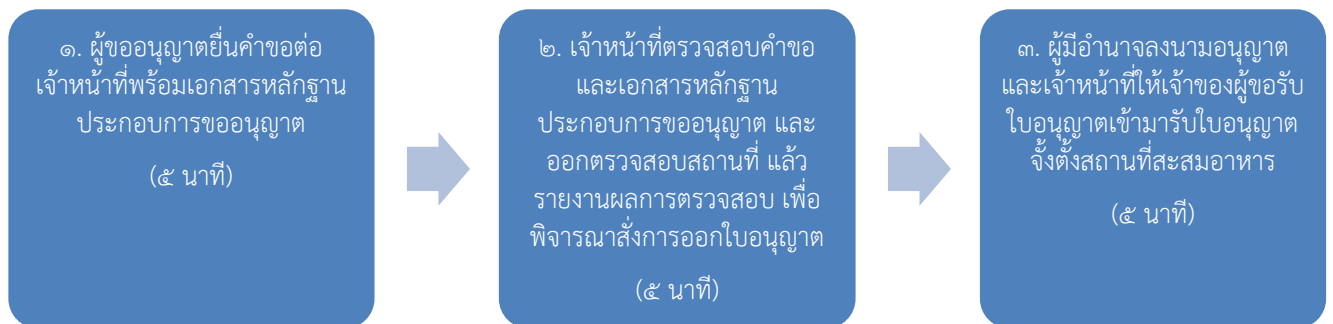 ๑. ผู้ขออนุญาตยื่นคำขอต่อ
เจ้าหน้าที่พร้อมเอกสารหลักฐาน
ประกอบการขออนุญาต
(๕ นาที)
๒. เจ้าหน้าที่ตรวจสอบคำขอ
และเอกสารหลักฐาน
ประกอบการขออนุญาต และ
ออกตรวจสอบสถานที่ แล้ว
รายงานผลการตรวจสอบ เพื่อ
พิจารณาสั่งการออกใบอนุญาต
(๕ นาที)
๓. ผู้มีอำนาจลงนามอนุญาต
และเจ้าหน้าที่ให้เจ้าของผู้ขอรับ
ใบอนุญาตเข้ามารับใบอนุญาต
จั้งตั้งสถานที่สะสมอาหาร
(๕ นาที)